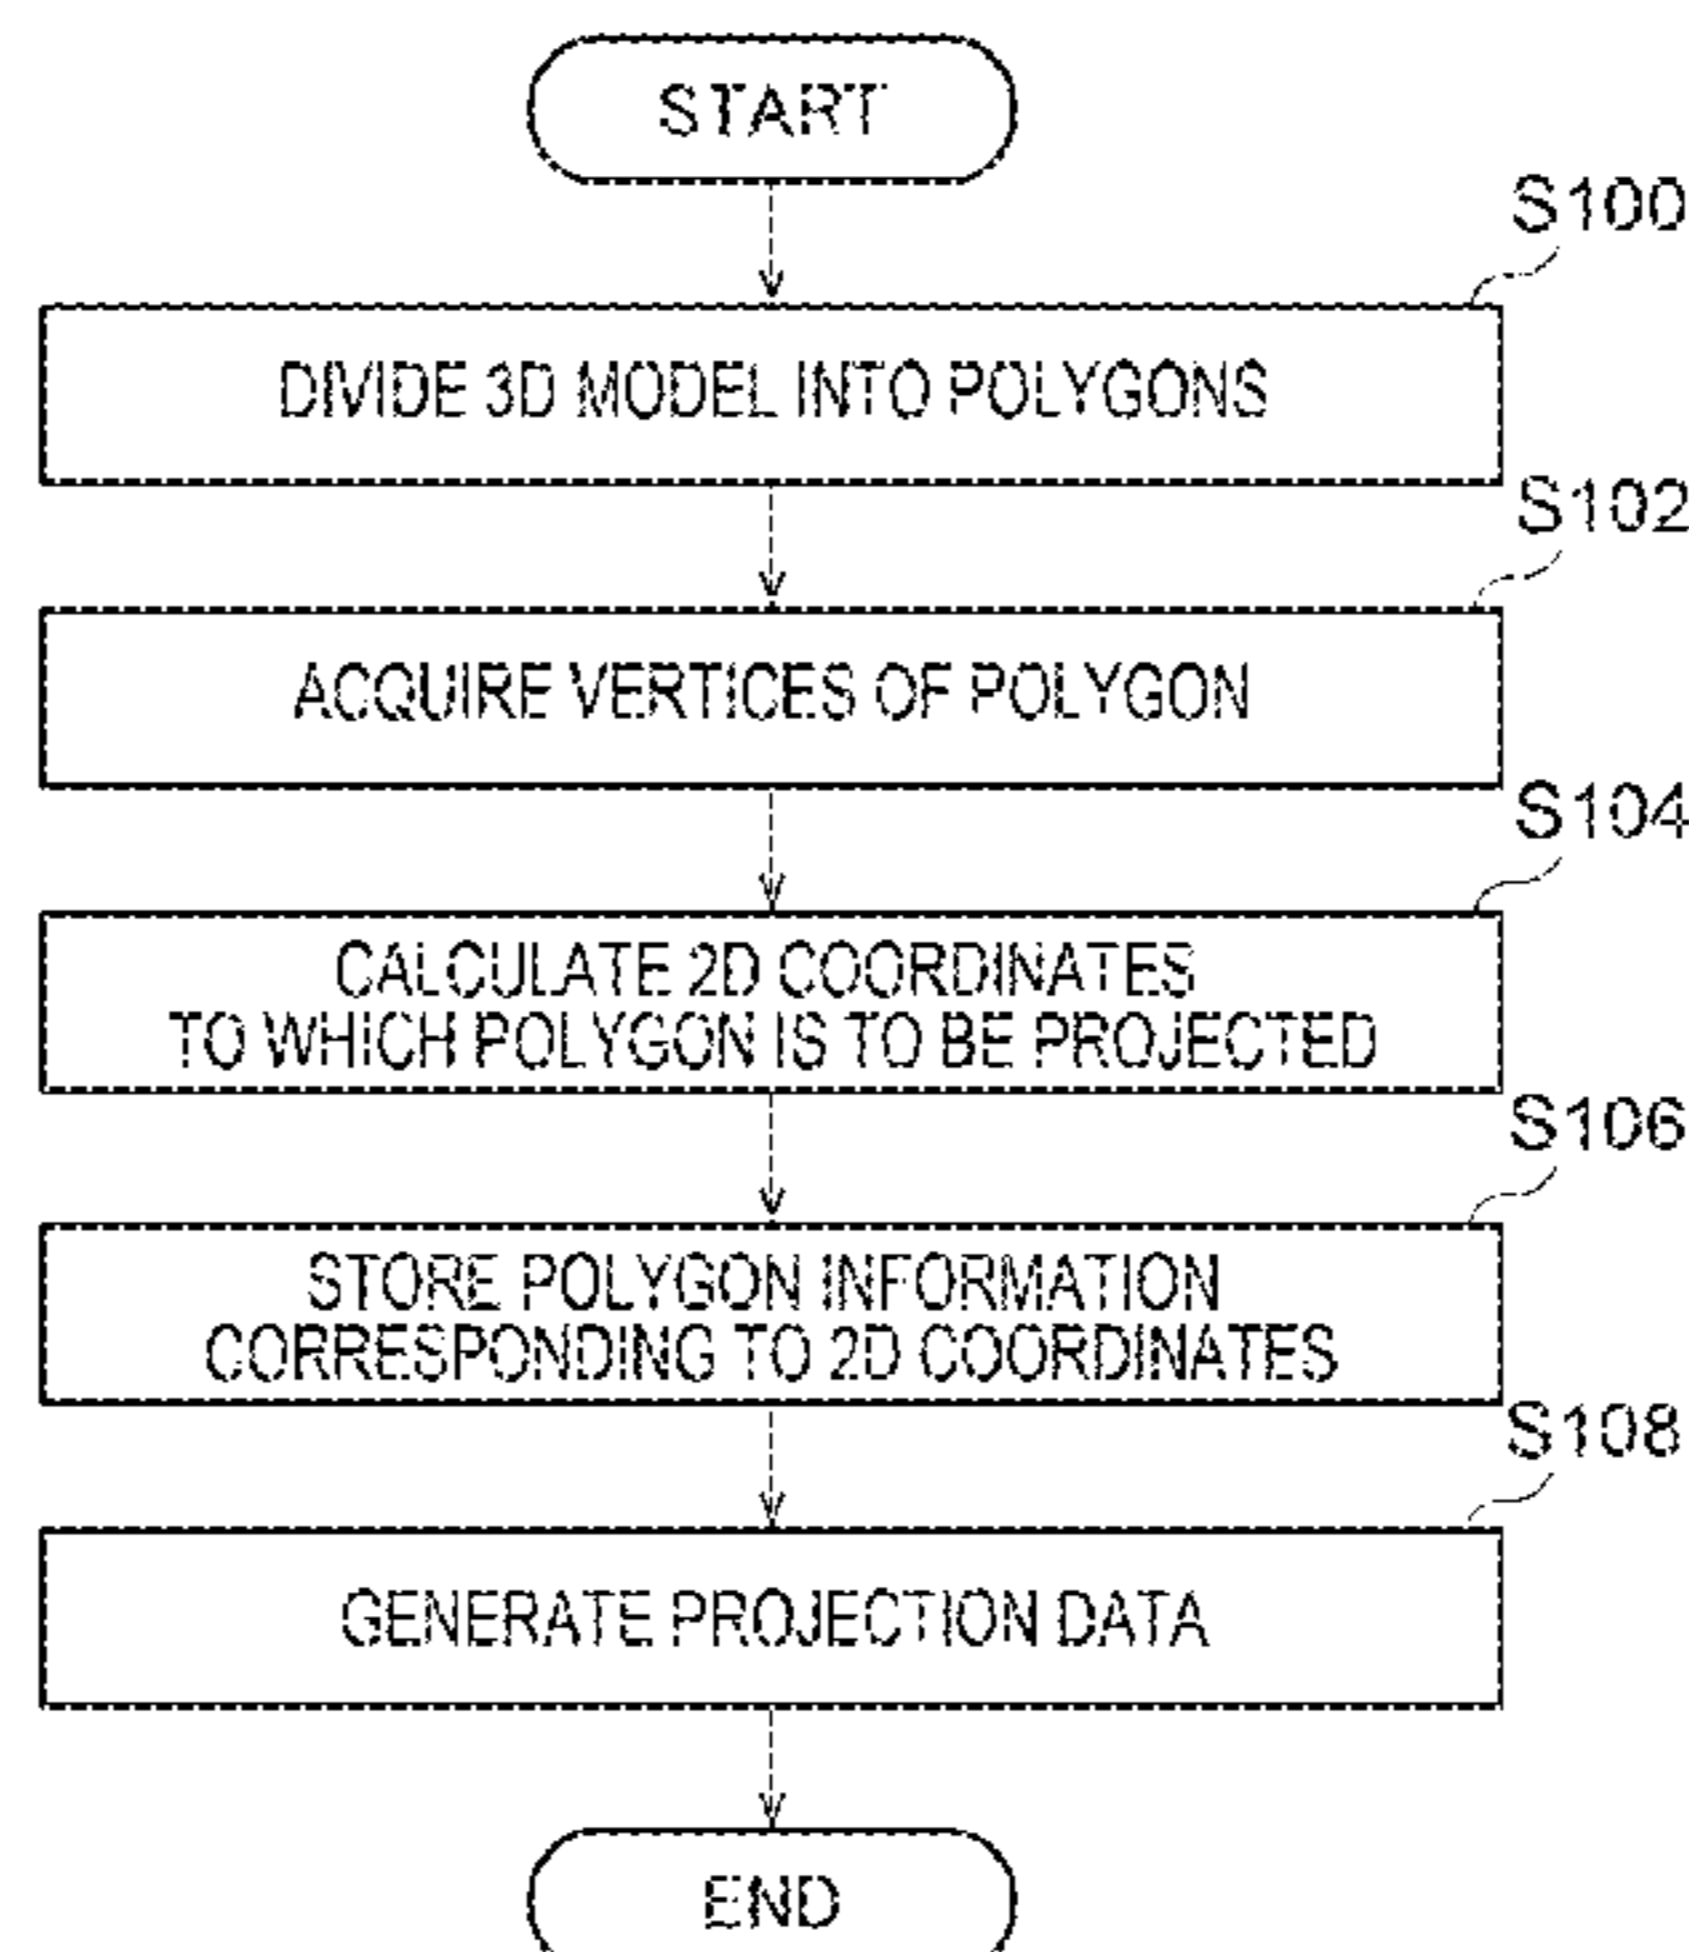 START
S100
DIVIDE 3D MODEL INTO POLYGONS
S102
ACQUIRE VERTICES OF POLYGON
S104
CALCULATE 2D COORDINATES
TO WHICH POLYGON IS TO BE PROJECTED
S106
STORE POLYGON INFORMATION
CORRESPONDING TO 2D COORDINATES
S108
GENERATE PROJECTION DATA
END